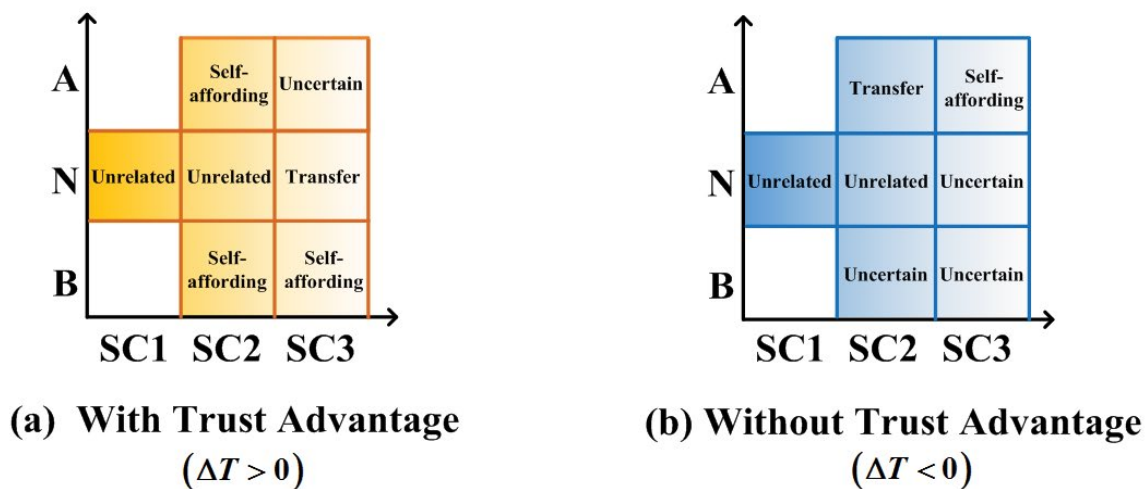 A
Self-
affording
Uncertain
N
Unrelated
Unrelated
Transfer
B
Self-
affording
Self-
affording
SC1 SC2 SC3
(a) With Trust Advantage
(ΔT > 0)
A
Transfer
Self-
affording
N
Unrelated
Unrelated
Uncertain
B
Uncertain
Uncertain
SC1 SC2 SC3
(b) Without Trust Advantage
(ΔT < 0)